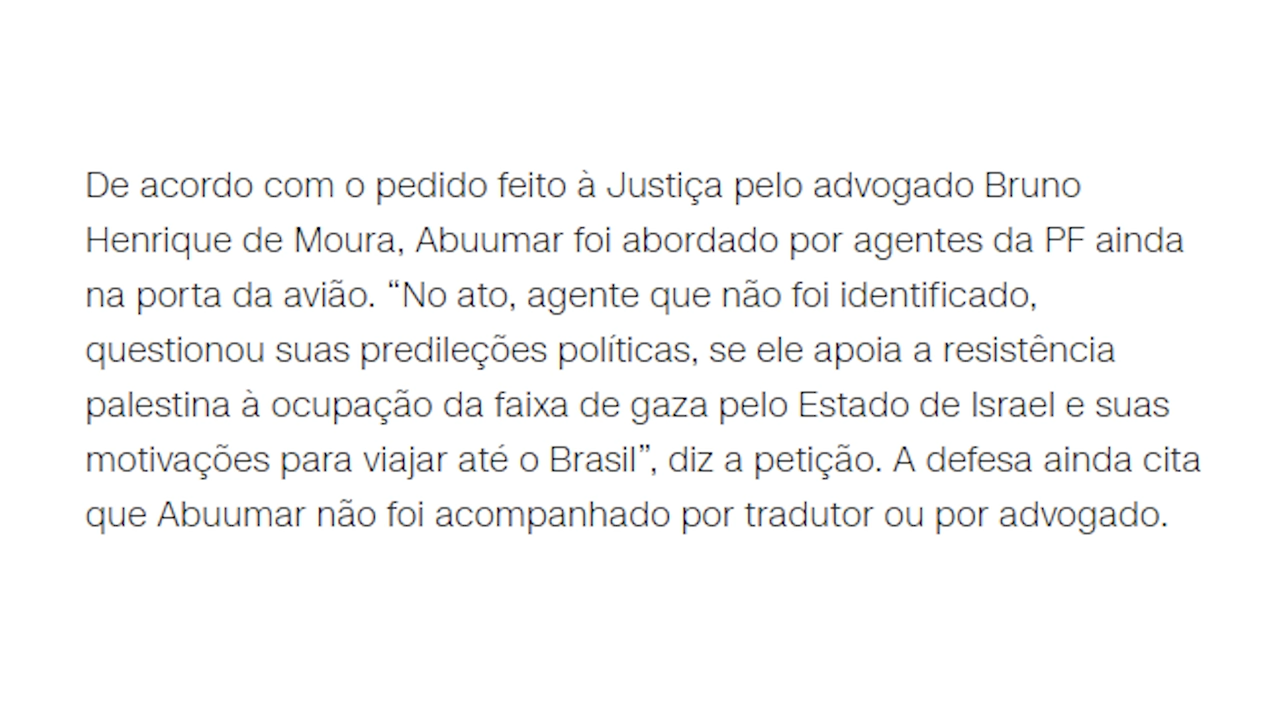 De acordo com o pedido feito à Justiça pelo advogado Bruno
Henrique de Moura, Abuumar foi abordado por agentes da PF ainda
na porta da avião. “No ato, agente que não foi identificado,
questionou suas predileções políticas, se ele apoia a resistência
palestina à ocupação da faixa de gaza pelo Estado de Israel e suas
motivações para viajar até o Brasil”, diz a petição. A defesa ainda cita
que Abuumar não foi acompanhado por tradutor ou por advogado.